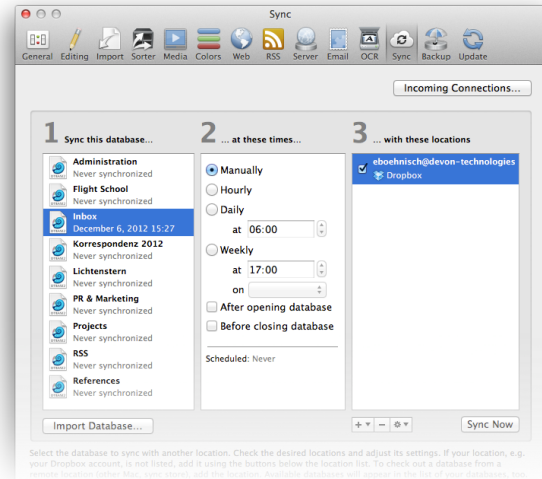 Sync
General Editing Import Sorter Media Colors Web RSS Server Email OCR Sync Backup Update
Incoming Connections...
1 Sync this database...
2 ... at these times...
3 ... with these locations
Administration
Never synchronized
Flight School
Never synchronized
Inbox
December 6, 2012 15:27
Korrespondenz 2012
Never synchronized
Lichtenstern
Never synchronized
PR & Marketing
Never synchronized
Projects
Never synchronized
RSS
Never synchronized
References
Never synchronized
Manually
Hourly
Daily
at 06:00
Weekly
at 17:00
on
After opening database
Before closing database
Scheduled: Never
eboehnisch@devon-technologies
Dropbox
Import Database...
Sync Now
Select the database to sync with another location. Check the desired locations and adjust its settings. If your location, e.g.
your Dropbox account, is not listed, add it using the buttons below the location list. To check out a database from a
remote location (other Mac, sync store), add the location. Available databases will appear in the list of your databases, too.